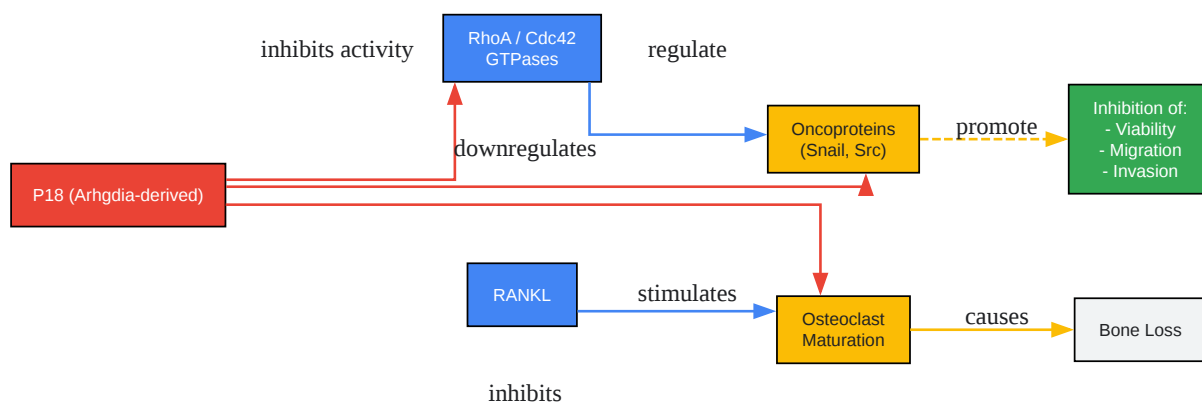 inhibits activity
RhoA / Cdc42
GTPases
regulate
Oncoproteins
(Snail, Src)
promote
Inhibition of:
- Viability
- Migration
- Invasion
downregulates
P18 (Arhgdia-derived)
RANKL
stimulates
Osteoclast
Maturation
causes
Bone Loss
inhibits